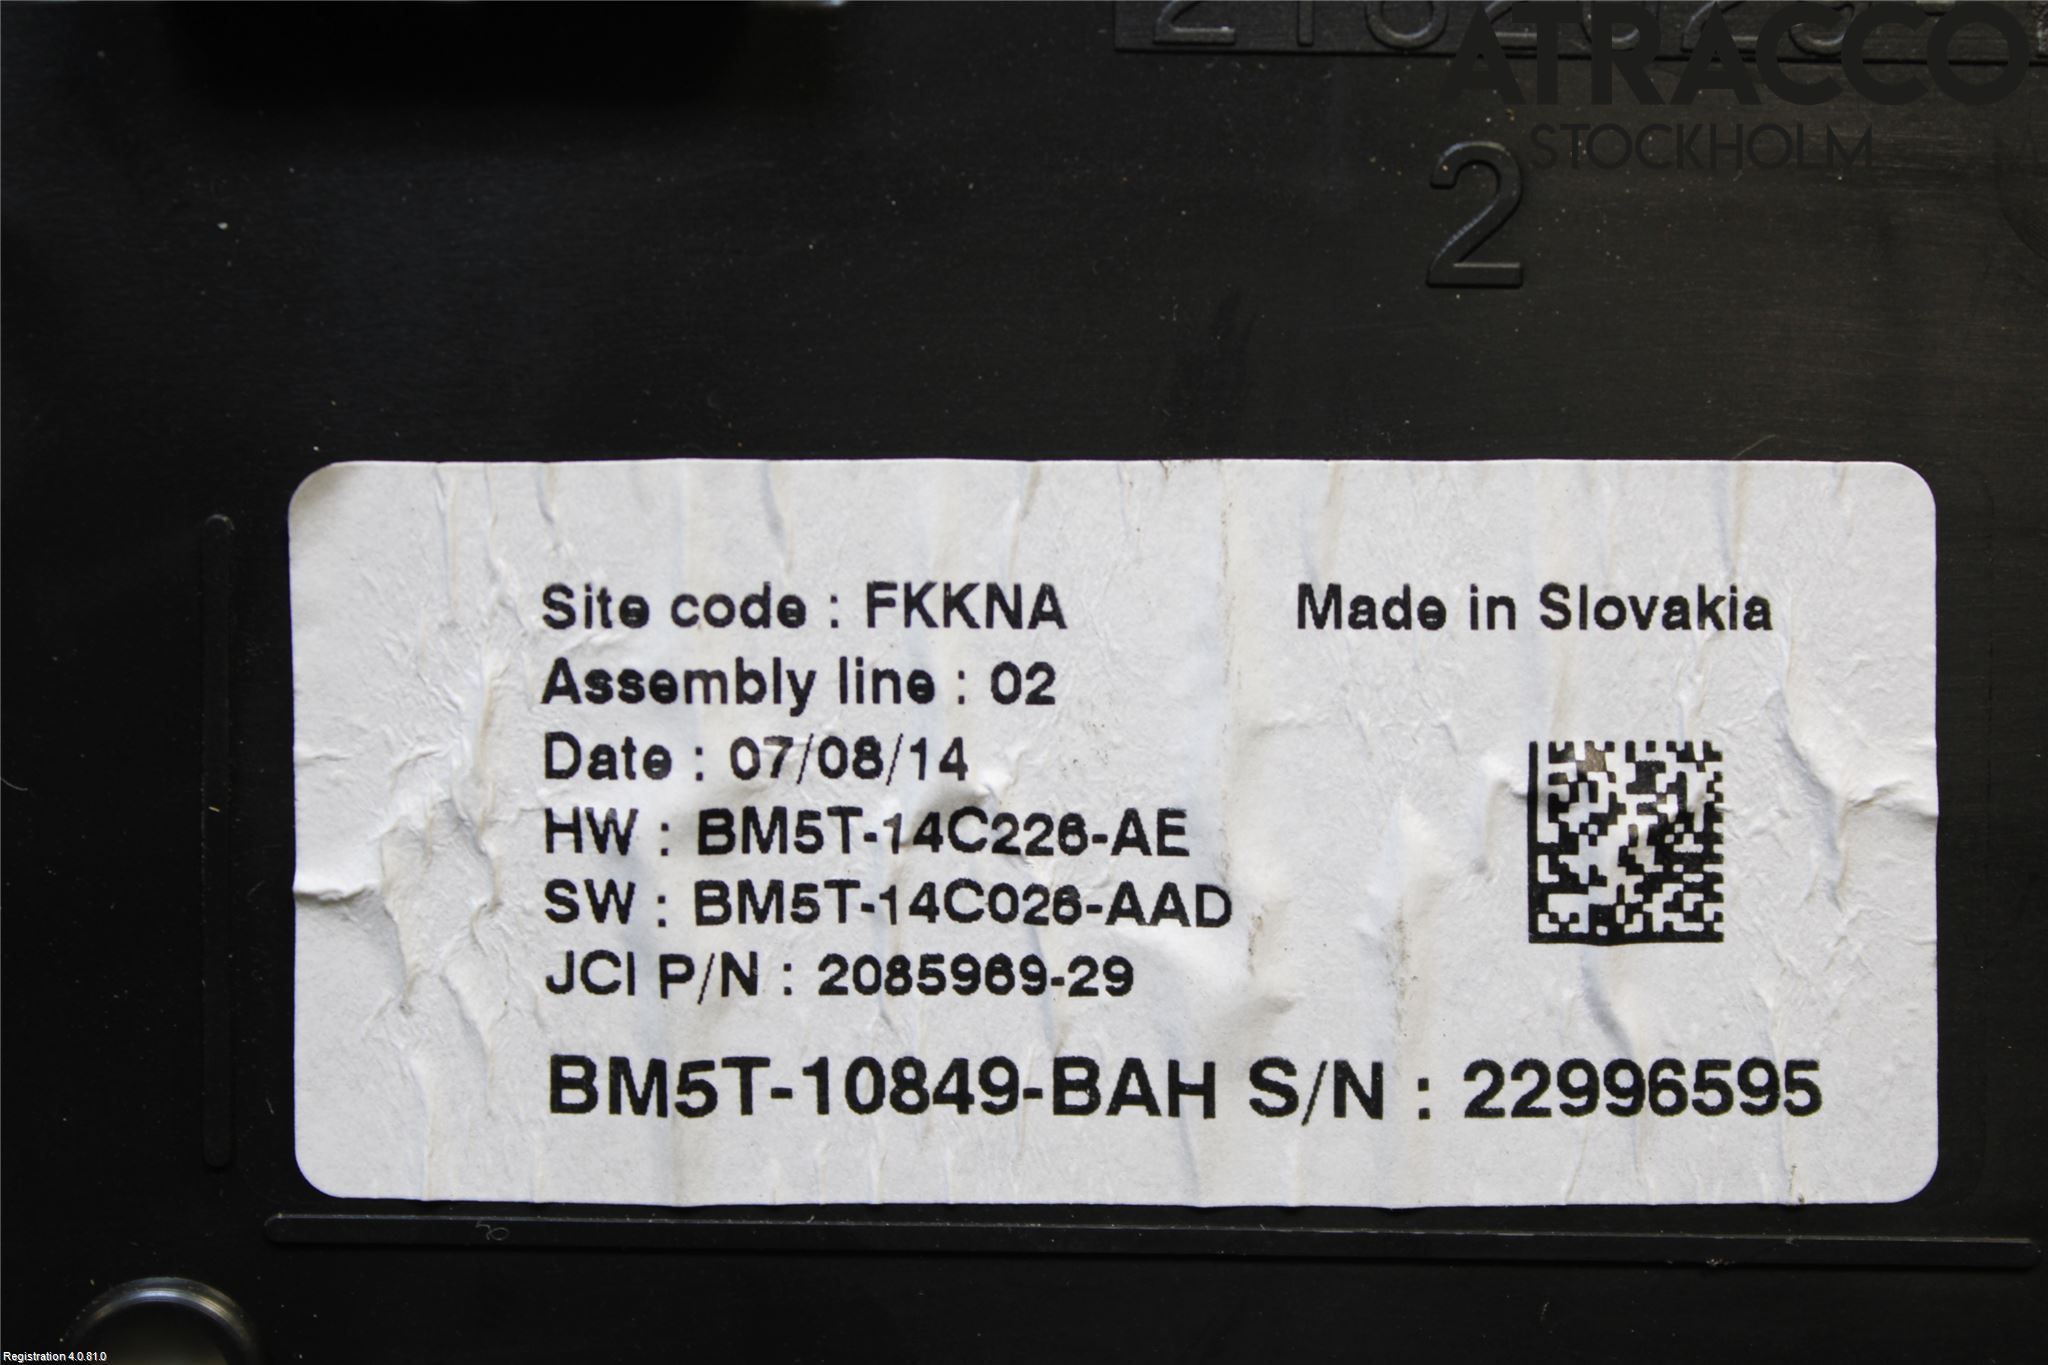 ATRACCO
STOCKHOLM
2
Site code : FKKNA
Made in Slovakia
Assembly line : 02
Date : 07/08/14
HW : BM5T-14C226-AE
SW : BM5T-14C026-AAD
JCI P/N : 2085969-29
BM5T-10849-BAH S/N : 22996595
Registration 4.0.81.0